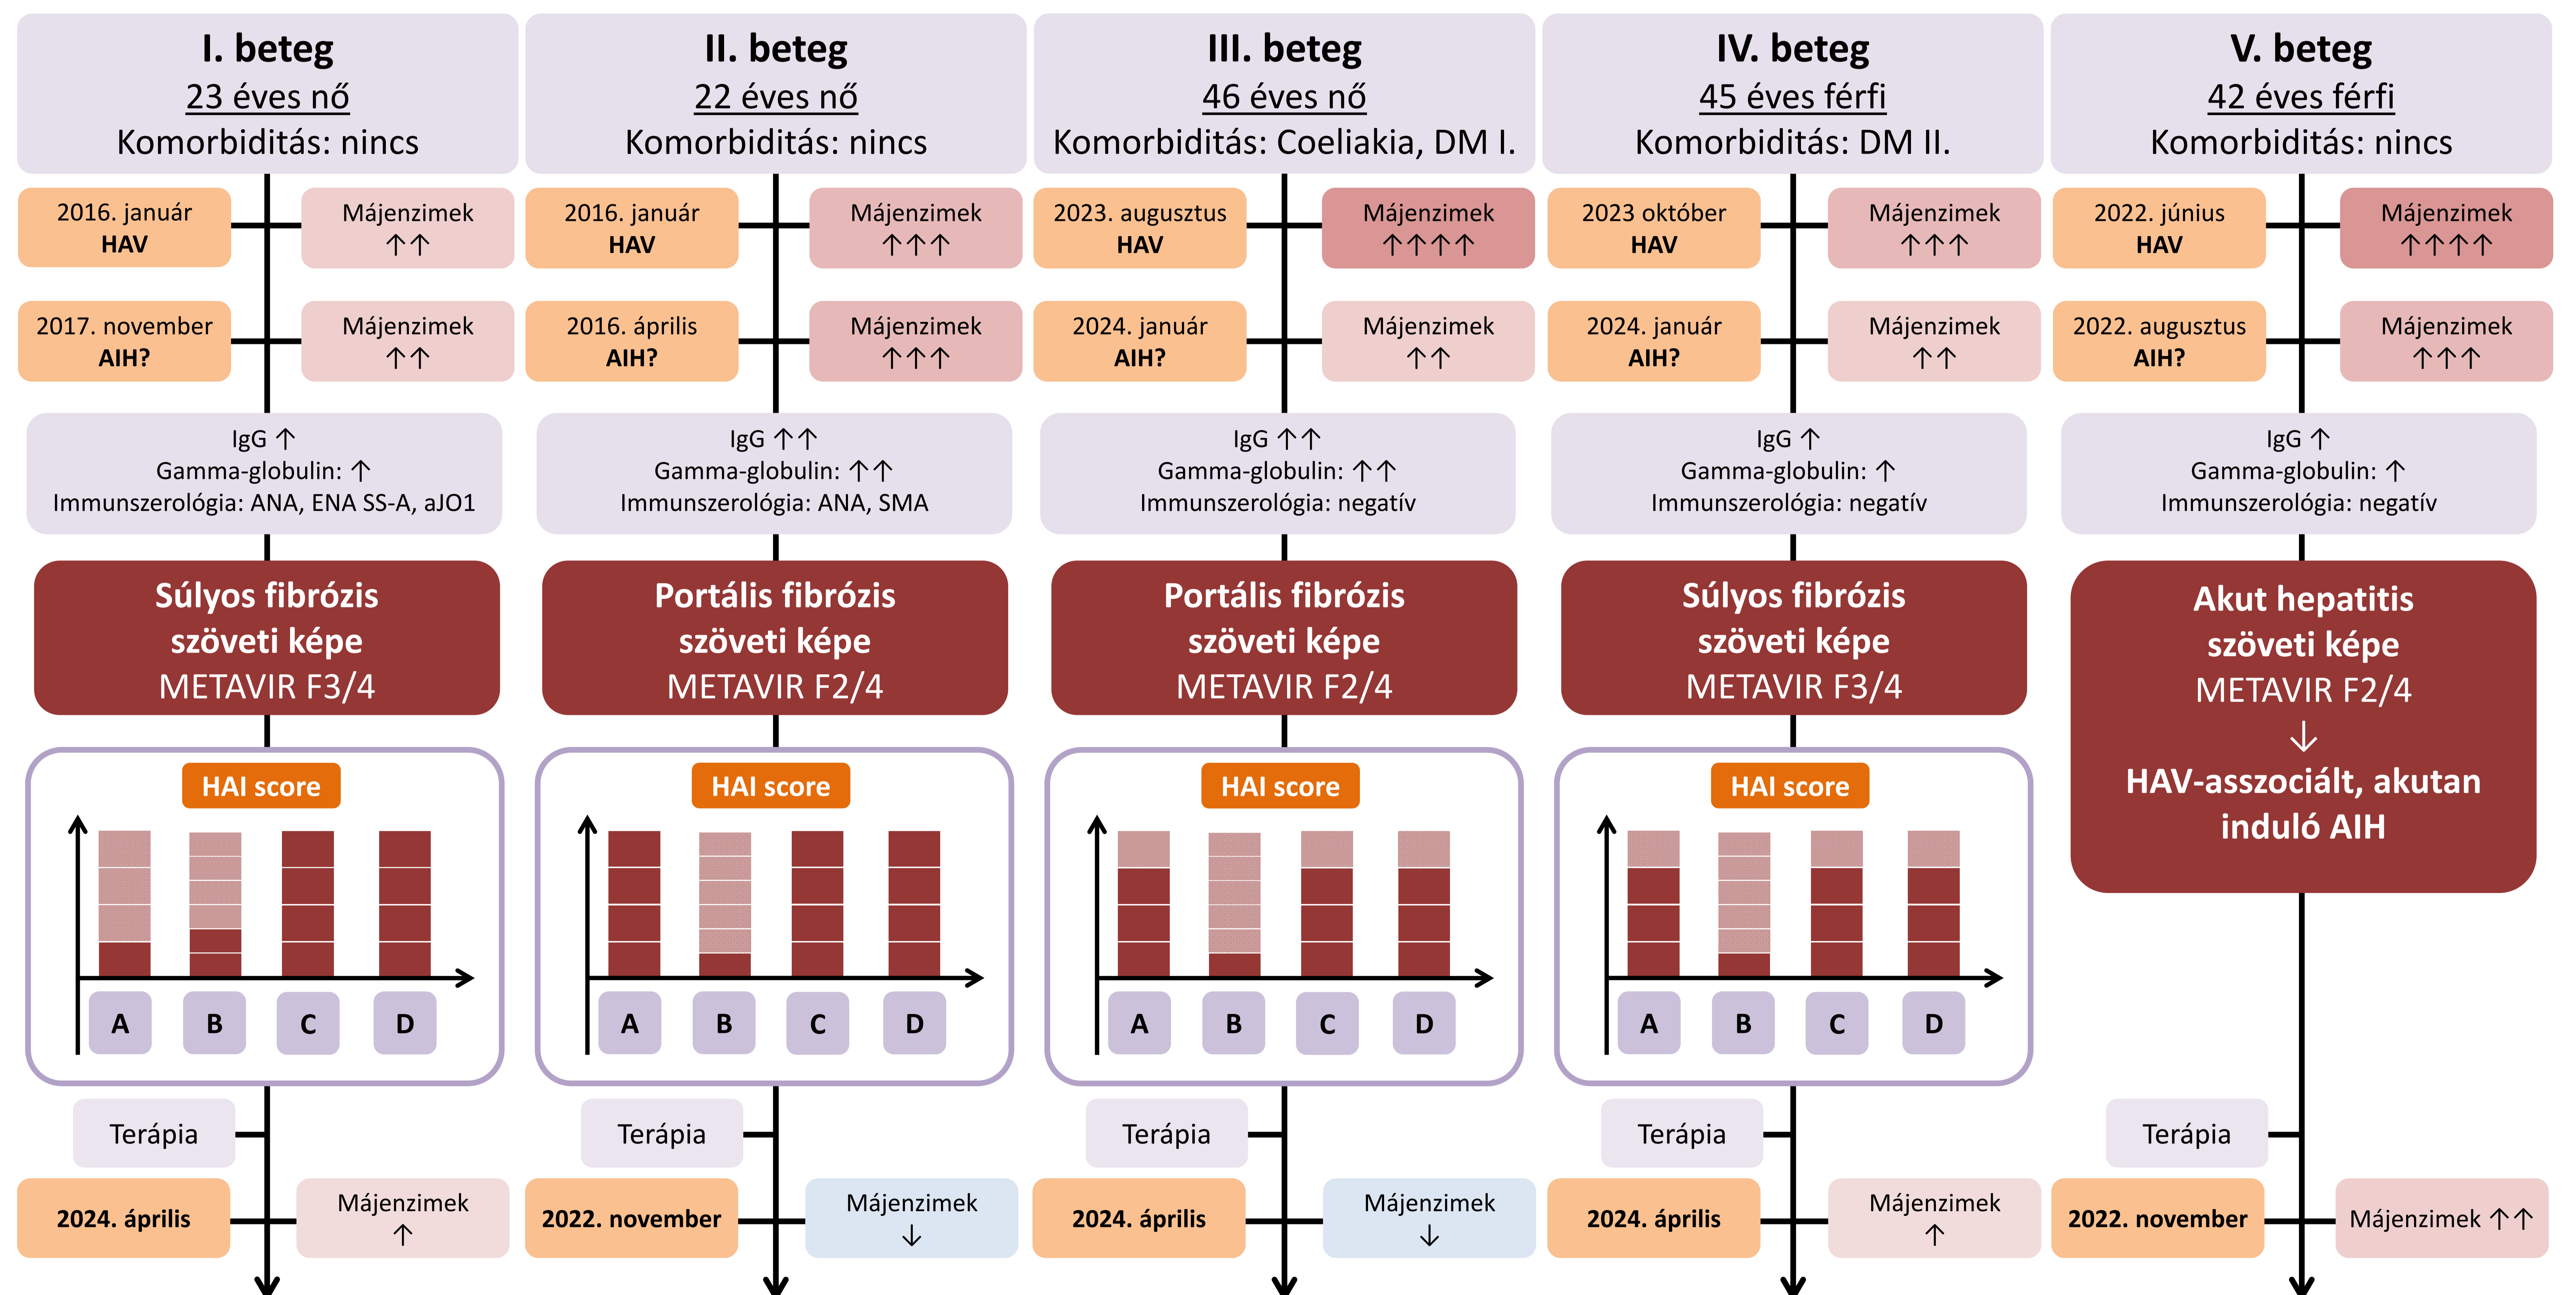 I. beteg
23 éves nő
Komorbiditás: nincs
2016. január
HAV
Májenzimek
↑↑
2017. november
AIH?
Májenzimek
↑↑
IgG ↑
Gamma-globulin: ↑
Immunszerológia: ANA, ENA SS-A, aJO1
Súlyos fibrózis
szöveti képe
METAVIR F3/4
HAI score
A B C D
Terápia
2024. április
Májenzimek
↑
II. beteg
22 éves nő
Komorbiditás: nincs
2016. január
HAV
Májenzimek
↑↑↑
2016. április
AIH?
Májenzimek
↑↑↑
IgG ↑↑
Gamma-globulin: ↑↑
Immunszerológia: ANA, SMA
Portális fibrózis
szöveti képe
METAVIR F2/4
HAI score
A B C D
Terápia
2022. november
Májenzimek
↓
III. beteg
46 éves nő
Komorbiditás: Coeliakia, DM I.
2023. augusztus
HAV
Májenzimek
↑↑↑↑
2024. január
AIH?
Májenzimek
↑↑
IgG ↑↑
Gamma-globulin: ↑↑
Immunszerológia: negatív
Portális fibrózis
szöveti képe
METAVIR F2/4
HAI score
A B C D
Terápia
2024. április
Májenzimek
↓
IV. beteg
45 éves férfi
Komorbiditás: DM II.
2023 október
HAV
Májenzimek
↑↑↑
2024. január
AIH?
Májenzimek
↑↑
IgG ↑
Gamma-globulin: ↑
Immunszerológia: negatív
Súlyos fibrózis
szöveti képe
METAVIR F3/4
HAI score
A B C D
Terápia
2024. április
Májenzimek
↑
V. beteg
42 éves férfi
Komorbiditás: nincs
2022. június
HAV
Májenzimek
↑↑↑↑
2022. augusztus
AIH?
Májenzimek
↑↑↑
IgG ↑
Gamma-globulin: ↑
Immunszerológia: negatív
Akut hepatitis
szöveti képe
METAVIR F2/4
↓
HAV-asszociált, akutan
induló AIH
Terápia
2022. november
Májenzimek ↑↑